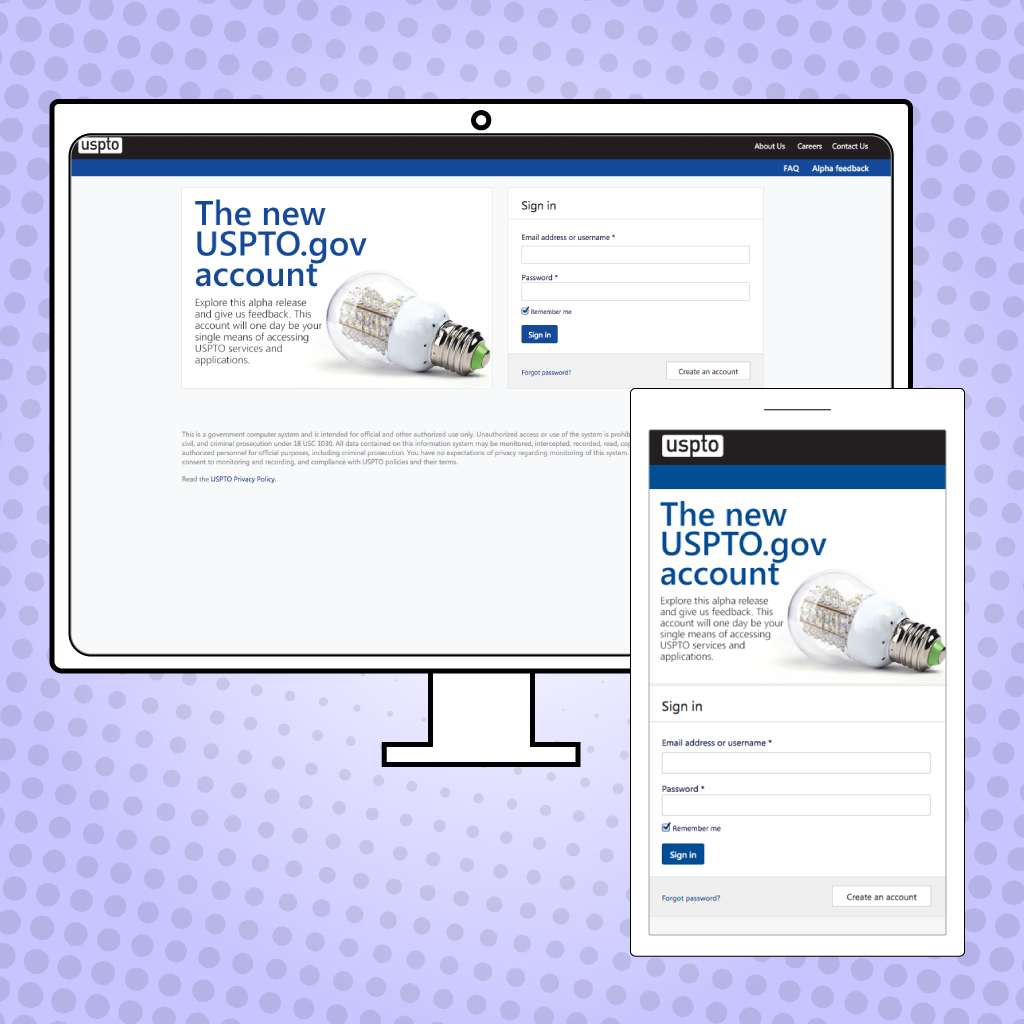 uspto
About Us Careers Contact Us
FAQ Alpha feedback
The new
USPTO.gov
account
Explore this alpha release
and give us feedback. This
account will one day be your
single means of accessing
USPTO services and
applications.
Sign in
Email address or username *
Password *
Remember me
Sign in
Forgot password? Create an account
This is a government computer system and is intended for official and other authorized use only. Unauthorized access or use of the system is
civil, and criminal prosecution under 18 USC 1030. All data contained on this information system may be monitored, intercepted, recorded, read,
authorized personnel for official purposes, including criminal prosecution. You have no expectations of privacy regarding monitoring of this system.
consent to monitoring and recording, and compliance with USPTO policies and their terms.
Read the USPTO Privacy Policy.
uspto
The new
USPTO.gov
account
Explore this alpha release
and give us feedback. This
account will one day be your
single means of accessing
USPTO services and
applications.
Sign in
Email address or username *
Password *
Remember me
Sign in
Forgot password? Create an account